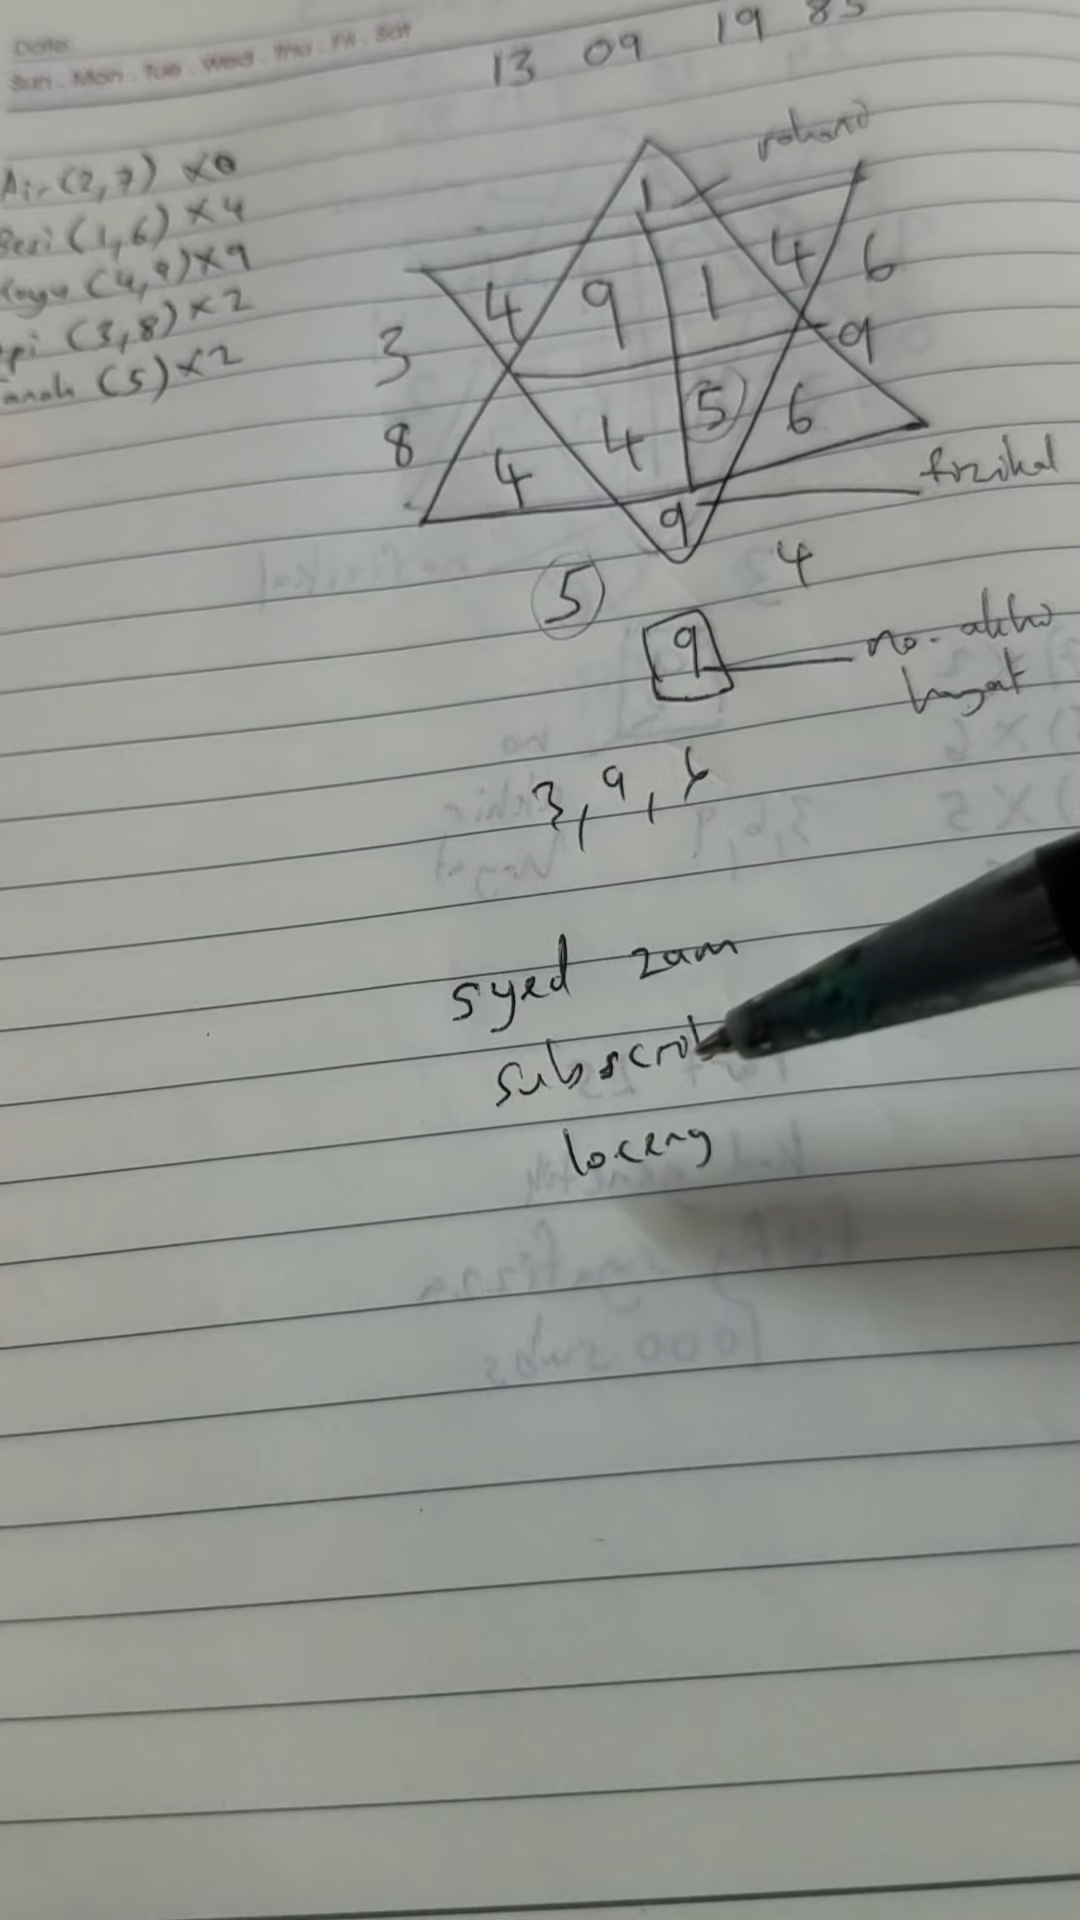 Date:
Sun . Mon . Tue . Wed . Thu . Fri . Sat
13 09 19 85
Air (2,7) x0
Besi (1,6) x4
Kayu (4,9) x9
Api (3,8) x2
Tanah (5) x2
rohani
1
4 9 1 4 6
3 9
8 4 4 5 6
fizikal
9
5 4
9 no. akhir
hayat
3, 9, 6
syed zam
subscrib
loceng